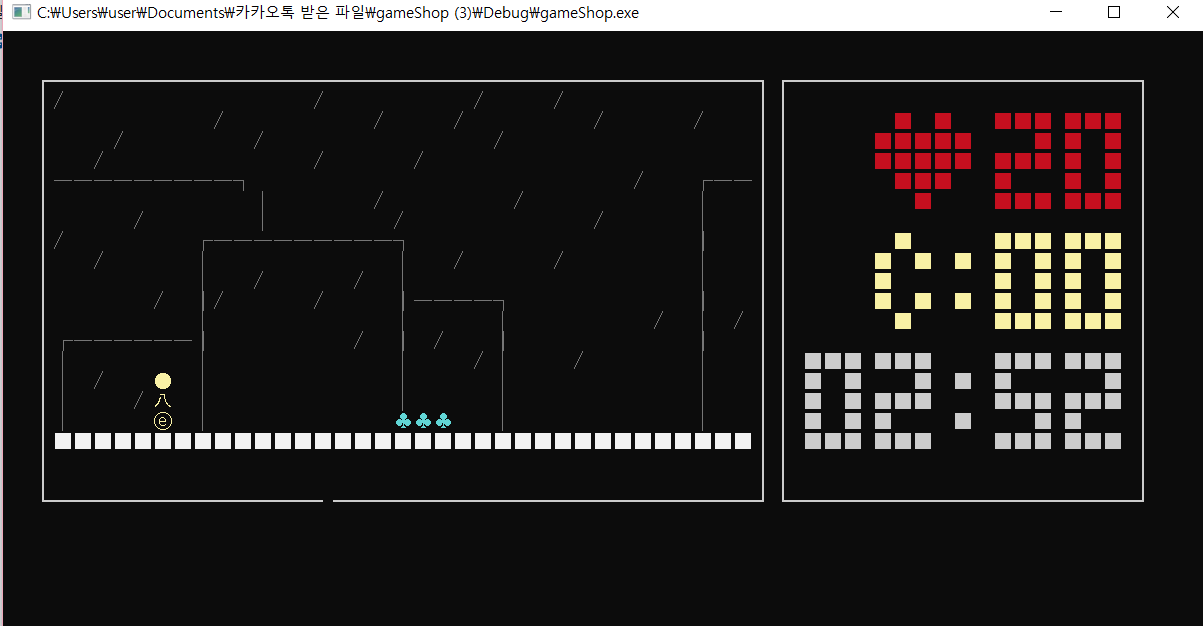 C:₩Users₩user₩Documents₩카카오톡 받은 파일₩gameShop (3)₩Debug₩gameShop.exe
♥ 20
C:00
02:52
八
ⓔ